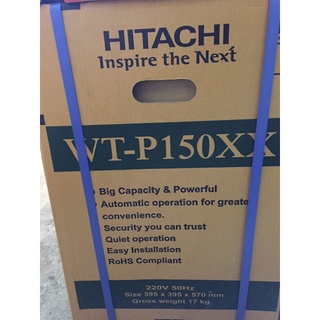 HITACHI
Inspire the Next
WT-P150XX
Big Capacity & Powerful
Automatic operation for greate
convenience.
Security you can trust
Quiet operation
Easy Installation
RoHS Compliant
220V 50Hz
Size 395 x 395 x 570 mm
Gross weight 17 kg.